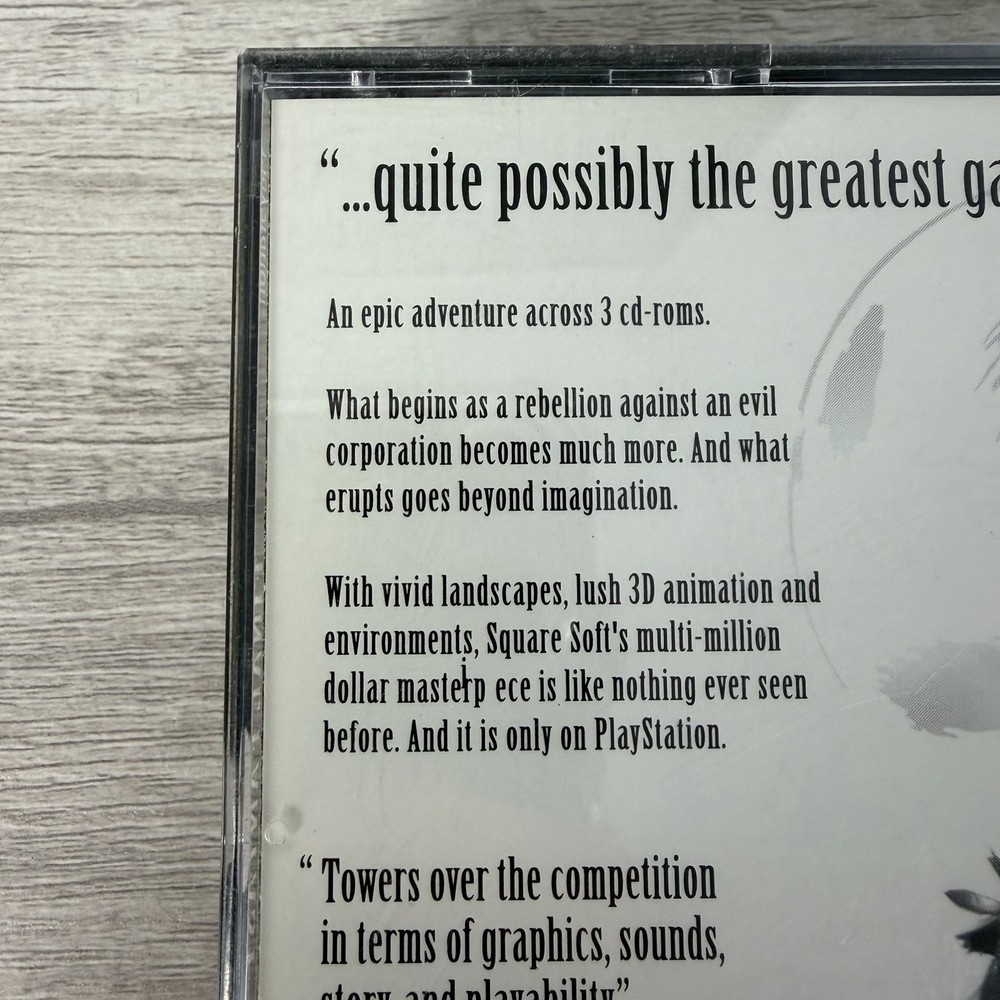 “...quite possibly the greatest ga
An epic adventure across 3 cd-roms.
What begins as a rebellion against an evil
corporation becomes much more. And what
erupts goes beyond imagination.
With vivid landscapes, lush 3D animation and
environments, Square Soft's multi-million
dollar masterp ece is like nothing ever seen
before. And it is only on PlayStation.
“Towers over the competition
in terms of graphics, sounds,
story, and playability”